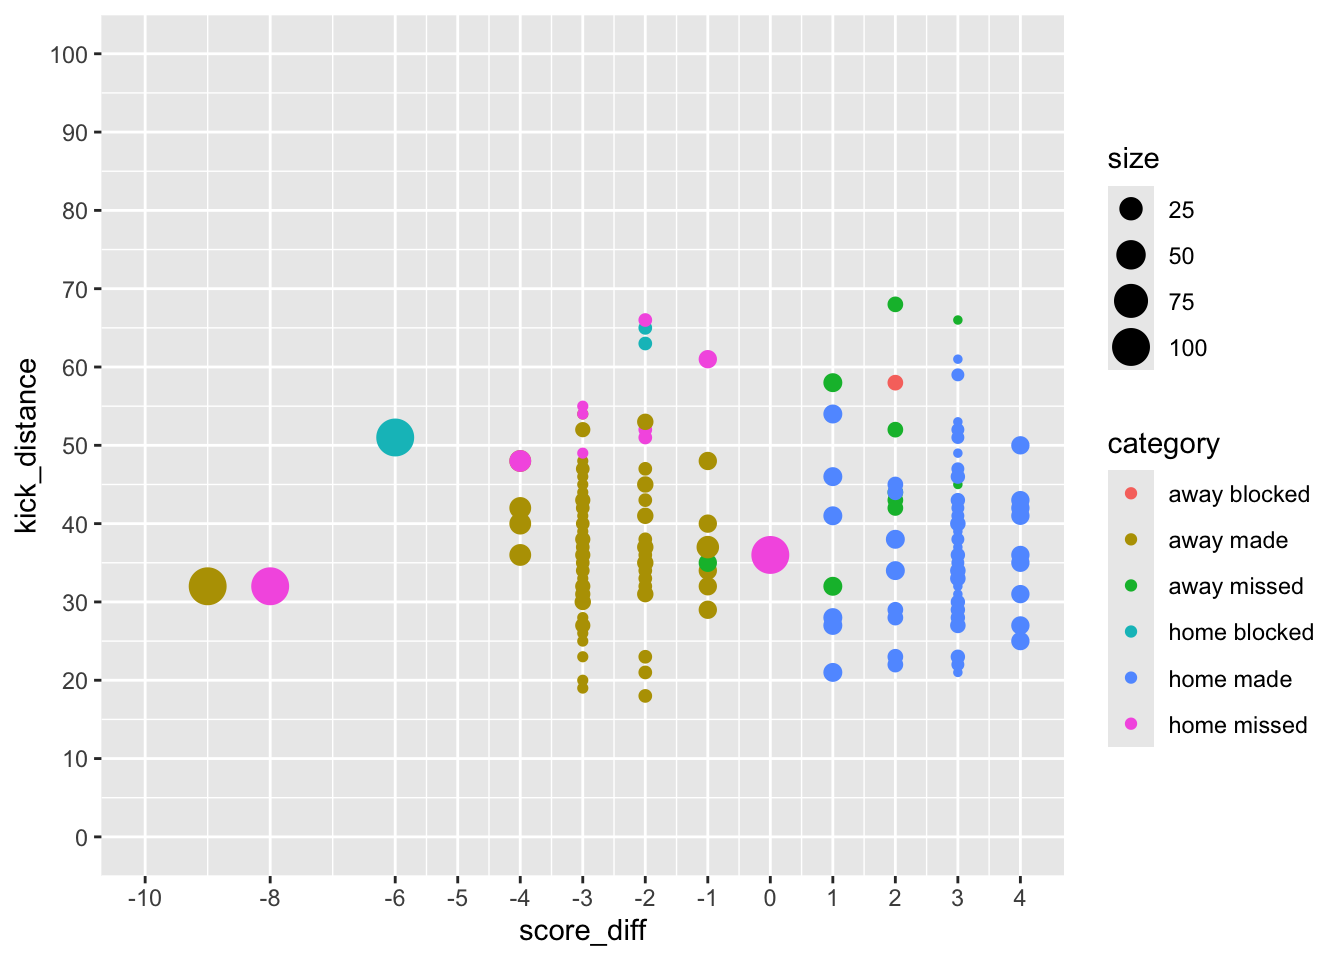 100
90
80
70
60
50
40
30
20
10
0
kick_distance
-10 -8 -6 -5 -4 -3 -2 -1 0 1 2 3 4
score_diff
size
25
50
75
100
category
away blocked
away made
away missed
home blocked
home made
home missed